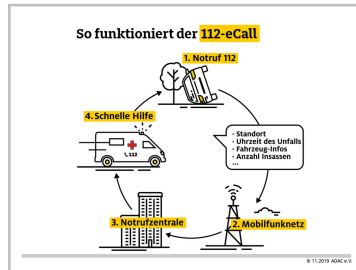 So funktioniert der 112-eCall
1. Notruf 112
4. Schnelle Hilfe
112
· Standort
· Uhrzeit des Unfalls
· Fahrzeug-Infos
· Anzahl Insassen
...
3. Notrufzentrale
2. Mobilfunknetz
© 11.2019 ADAC e.V.